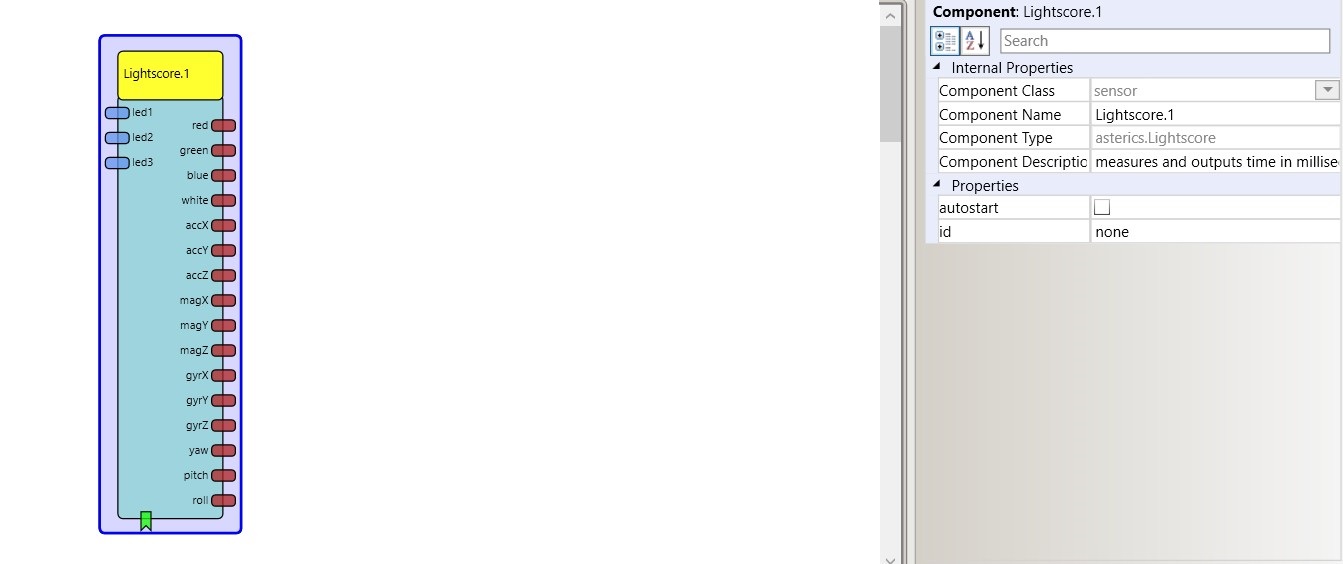 Lightscore.1
led1
led2
led3
red
green
blue
white
accX
accY
accZ
magX
magY
magZ
gyrX
gyrY
gyrZ
yaw
pitch
roll
Component: Lightscore.1
A
Z
Search
Internal Properties
Component Class sensor
Component Name Lightscore.1
Component Type asterics.Lightscore
Component Descriptic measures and outputs time in millise
Properties
autostart
id none